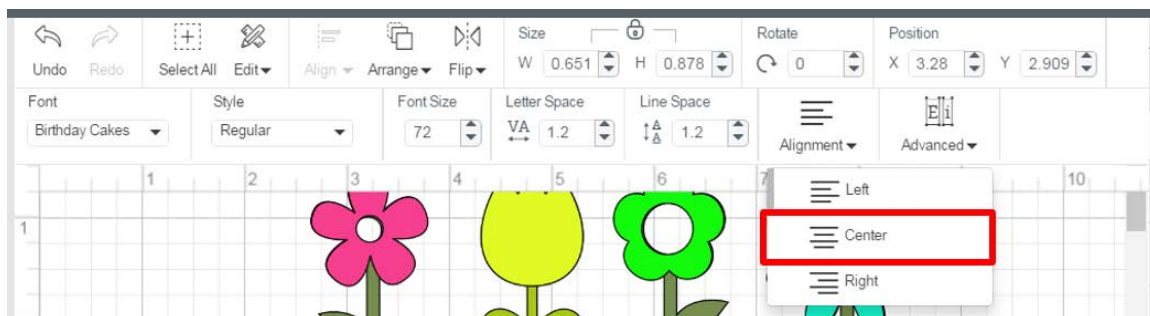 Size
Rotate
Position
Undo Redo Select All Edit Align Arrange Flip W 0.651 H 0.878 0 X 3.28 Y 2.909
Font Style Font Size Letter Space Line Space
Birthday Cakes Regular 72 VA 1.2 A A 1.2 Alignment Advanced
E i
1 2 3 4 5 6 7 10
1
Left
Center
Right